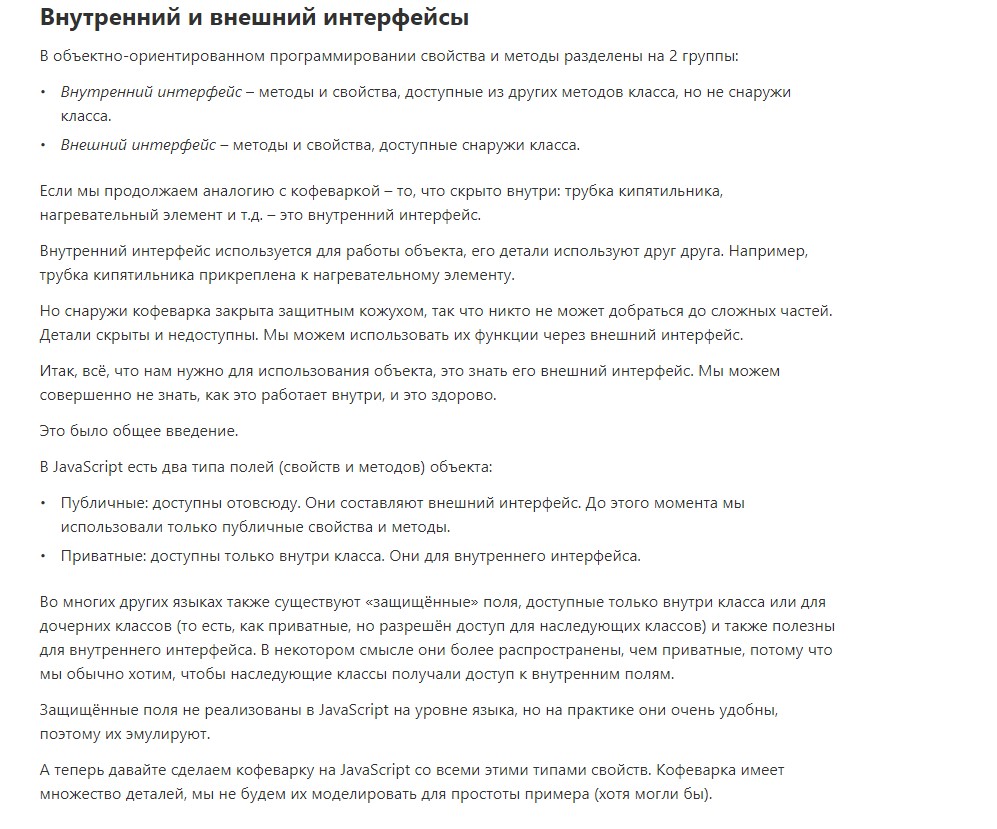 Внутренний и внешний интерфейсы
В объектно-ориентированном программировании свойства и методы разделены на 2 группы:
• Внутренний интерфейс – методы и свойства, доступные из других методов класса, но не снаружи
класса.
• Внешний интерфейс – методы и свойства, доступные снаружи класса.
Если мы продолжаем аналогию с кофеваркой – то, что скрыто внутри: трубка кипятильника,
нагревательный элемент и т.д. – это внутренний интерфейс.
Внутренний интерфейс используется для работы объекта, его детали используют друг друга. Например,
трубка кипятильника прикреплена к нагревательному элементу.
Но снаружи кофеварка закрыта защитным кожухом, так что никто не может добраться до сложных частей.
Детали скрыты и недоступны. Мы можем использовать их функции через внешний интерфейс.
Итак, всё, что нам нужно для использования объекта, это знать его внешний интерфейс. Мы можем
совершенно не знать, как это работает внутри, и это здорово.
Это было общее введение.
В JavaScript есть два типа полей (свойств и методов) объекта:
• Публичные: доступны отовсюду. Они составляют внешний интерфейс. До этого момента мы
использовали только публичные свойства и методы.
• Приватные: доступны только внутри класса. Они для внутреннего интерфейса.
Во многих других языках также существуют «защищённые» поля, доступные только внутри класса или для
дочерних классов (то есть, как приватные, но разрешён доступ для наследующих классов) и также полезны
для внутреннего интерфейса. В некотором смысле они более распространены, чем приватные, потому что
мы обычно хотим, чтобы наследующие классы получали доступ к внутренним полям.
Защищённые поля не реализованы в JavaScript на уровне языка, но на практике они очень удобны,
поэтому их эмулируют.
А теперь давайте сделаем кофеварку на JavaScript со всеми этими типами свойств. Кофеварка имеет
множество деталей, мы не будем их моделировать для простоты примера (хотя могли бы).